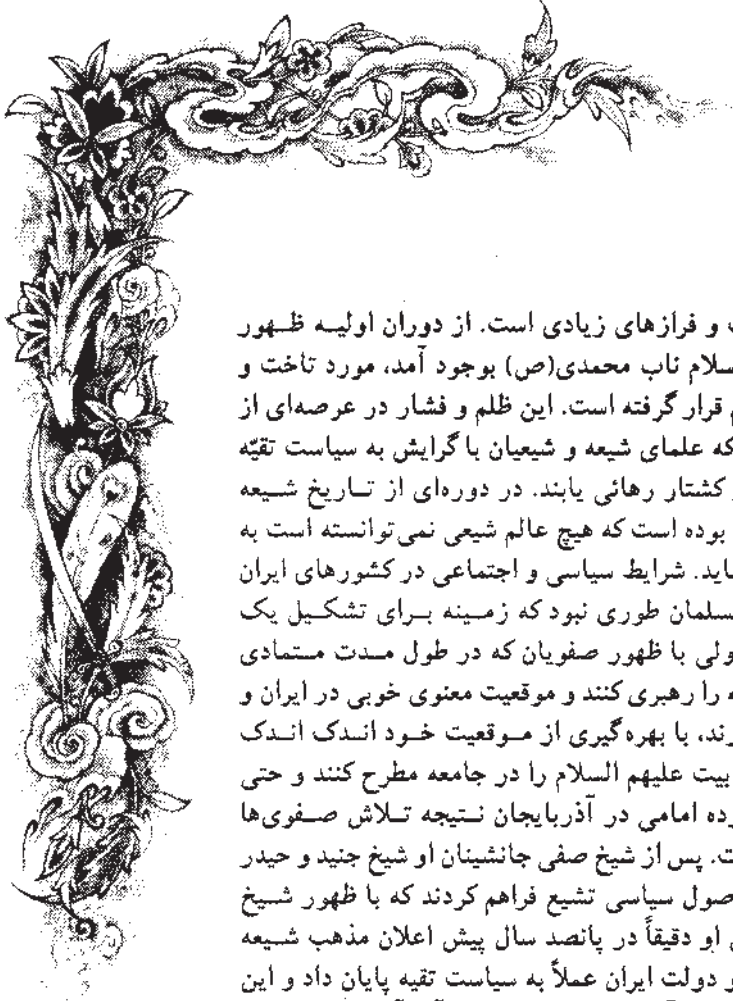 و فرازهای زیادی است. از دوران اولیه ظهور
سلام ناب محمدی(ص) بوجود آمد، مورد تاخت و
قرار گرفته است. این ظلم و فشار در عرصه‌ای از
که علمای شیعه و شیعیان با گرایش به سیاست تقیّه
کشتار رهائی یابند. در دوره‌ای از تاریخ شیعه
بوده است که هیچ عالم شیعی نمی‌توانسته است به
ماید. شرایط سیاسی و اجتماعی در کشورهای ایران
سلمان طوری نبود که زمینه برای تشکیل یک
ولی با ظهور صفویان که در طول مدت متمادی
را رهبری کنند و موقعیت معنوی خوبی در ایران و
رند، با بهره‌گیری از موقعیت خود اندک اندک
بیت علیهم السلام را در جامعه مطرح کنند و حتی
ده امامی در آذربایجان نتیجه تلاش صفوی‌ها
ت. پس از شیخ صفی جانشینان او شیخ جنید و حیدر
صول سیاسی تشیع فراهم کردند که با ظهور شیخ
او دقیقاً در پانصد سال پیش اعلان مذهب شیعه
و دولت ایران عملاً به سیاست تقیه پایان داد و این